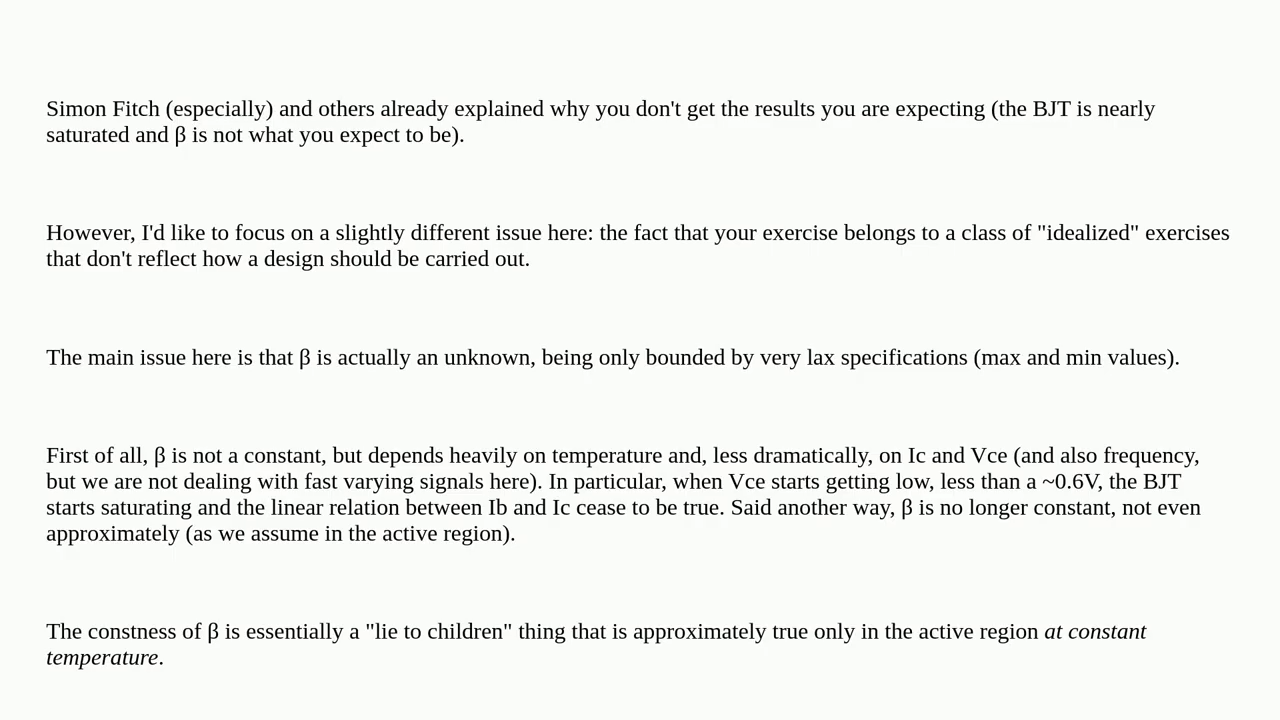 Simon Fitch (especially) and others already explained why you don't get the results you are expecting (the BJT is nearly
saturated and β is not what you expect to be).
However, I'd like to focus on a slightly different issue here: the fact that your exercise belongs to a class of "idealized" exercises
that don't reflect how a design should be carried out.
The main issue here is that β is actually an unknown, being only bounded by very lax specifications (max and min values).
First of all, β is not a constant, but depends heavily on temperature and, less dramatically, on Ic and Vce (and also frequency,
but we are not dealing with fast varying signals here). In particular, when Vce starts getting low, less than a ~0.6V, the BJT
starts saturating and the linear relation between Ib and Ic cease to be true. Said another way, β is no longer constant, not even
approximately (as we assume in the active region).
The constness of β is essentially a "lie to children" thing that is approximately true only in the active region at constant
temperature.